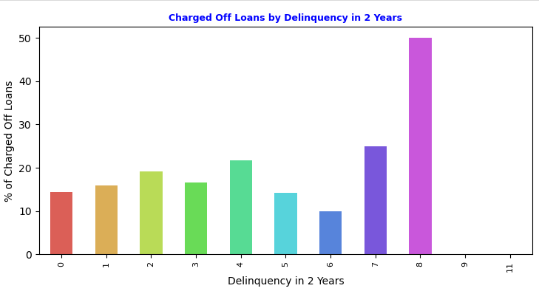 Charged Off Loans by Delinquency in 2 Years
% of Charged Off Loans
50
40
30
20
10
0
0 1 2 3 4 5 6 7 8 9 11
Delinquency in 2 Years